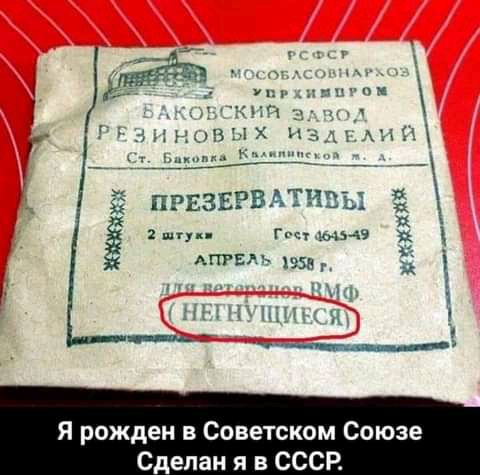 РСФСР
МОСОБЛСОВНАРХОЗ
УПРХИМПРОМ
БАКОВСКИЙ ЗАВОД
РЕЗИНОВЫХ ИЗДЕЛИЙ
Ст. Баковка Калининской ж. д.
ПРЕЗЕРВАТИВЫ
2 штуки Гост 4645-49
АПРЕЛЬ 1958 г.
для ветеранов ВМФ
(НЕГНУЩИЕСЯ)
Я рожден в Советском Союзе
Сделан я в СССР.